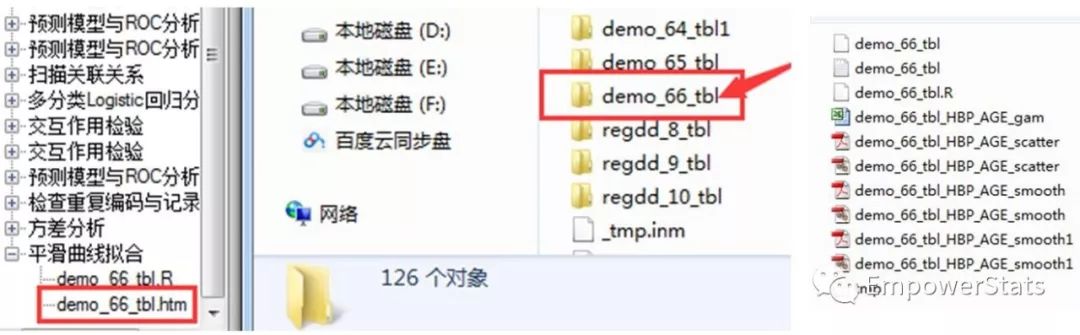 预测模型与ROC分析
预测模型与ROC分析
扫描关联关系
多分类Logistic回归分
交互作用检验
交互作用检验
预测模型与ROC分析
检查重复编码与记录
方差分析
平滑曲线拟合
demo_66_tbl.R
demo_66_tbl.htm
本地磁盘 (D:)
本地磁盘 (E:)
本地磁盘 (F:)
百度云同步盘
网络
demo_64_tbl1
demo_65_tbl
demo_66_tbl
regdd_8_tbl
regdd_9_tbl
regdd_10_tbl
_tmp.inm
126 个对象
demo_66_tbl
demo_66_tbl
demo_66_tbl.R
demo_66_tbl_HBP_AGE_gam
demo_66_tbl_HBP_AGE_scatter
demo_66_tbl_HBP_AGE_scatter
demo_66_tbl_HBP_AGE_smooth
demo_66_tbl_HBP_AGE_smooth
demo_66_tbl_HBP_AGE_smooth1
demo_66_tbl_HBP_AGE_smooth1
EmpowerStats